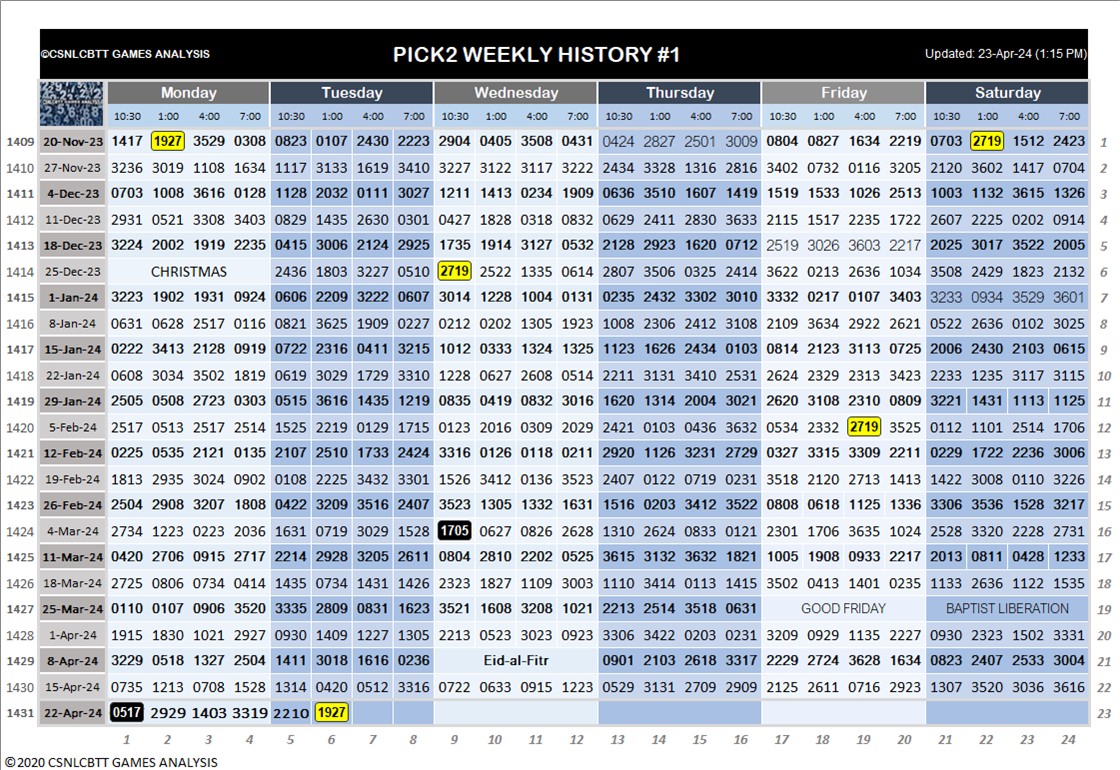 ©CSNLCBTT GAMES ANALYSIS PICK2 WEEKLY HISTORY #1 Updated: 23-Apr-24 (1:15 PM)
Monday Tuesday Wednesday Thursday Friday Saturday
10:30 1:00 4:00 7:00 10:30 1:00 4:00 7:00 10:30 1:00 4:00 7:00 10:30 1:00 4:00 7:00 10:30 1:00 4:00 7:00 10:30 1:00 4:00 7:00
1409 20-Nov-23 1417 1927 3529 0308 0823 0107 2430 2223 2904 0405 3508 0431 0424 2827 2501 3009 0804 0827 1634 2219 0703 2719 1512 2423 1
1410 27-Nov-23 3236 3019 1108 1634 1117 3133 1619 3410 3227 3122 3117 3222 2434 3328 1316 2816 3402 0732 0116 3205 2120 3602 1417 0704 2
1411 4-Dec-23 0703 1008 3616 0128 1128 2032 0111 3027 1211 1413 0234 1909 0636 3510 1607 1419 1519 1533 1026 2513 1003 1132 3615 1326 3
1412 11-Dec-23 2931 0521 3308 3403 0829 1435 2630 0301 0427 1828 0318 0832 0629 2411 2830 3633 2115 1517 2235 1722 2607 2225 0202 0914 4
1413 18-Dec-23 3224 2002 1919 2235 0415 3006 2124 2925 1735 1914 3127 0532 2128 2923 1620 0712 2519 3026 3603 2217 2025 3017 3522 2005 5
1414 25-Dec-23 CHRISTMAS 2436 1803 3227 0510 2719 2522 1335 0614 2807 3506 0325 2414 3622 0213 2636 1034 3508 2429 1823 2132 6
1415 1-Jan-24 3223 1902 1931 0924 0606 2209 3222 0607 3014 1228 1004 0131 0235 2432 3302 3010 3332 0217 0107 3403 3233 0934 3529 3601 7
1416 8-Jan-24 0631 0628 2517 0116 0821 3625 1909 0227 0212 0202 1305 1923 1008 2306 2412 3108 2109 3634 2922 2621 0522 2636 0102 3025 8
1417 15-Jan-24 0222 3413 2128 0919 0722 2316 0411 3215 1012 0333 1324 1325 1123 1626 2434 0103 0814 2123 3113 0725 2006 2430 2103 0615 9
1418 22-Jan-24 0608 3034 3502 1819 0619 3029 1729 3310 1228 0627 2608 0514 2211 3131 3410 2531 2624 2329 2313 3423 2233 1235 3117 3115 10
1419 29-Jan-24 2505 0508 2723 0303 0515 3616 1435 1219 0835 0419 0832 3016 1620 1314 2004 3021 2620 3108 2310 0809 3221 1431 1113 1125 11
1420 5-Feb-24 2517 0513 2517 2514 1525 2219 0129 1715 0123 2016 0309 2029 2421 0103 0436 3632 0534 2332 2719 3525 0112 1101 2514 1706 12
1421 12-Feb-24 0225 0535 2121 0135 2107 2510 1733 2424 3316 0126 0118 0211 2920 1126 3231 2729 0327 3315 3309 2211 0229 1722 2236 3006 13
1422 19-Feb-24 1813 2935 3024 0902 0108 2225 3432 3301 1526 3412 0136 3523 2407 0122 0719 0231 3518 2120 2713 1413 1422 3008 0110 3226 14
1423 26-Feb-24 2504 2908 3207 1808 0422 3209 3516 2407 3523 1305 1332 1631 1516 0203 3412 3522 0808 0618 1125 1336 3306 3536 1528 3217 15
1424 4-Mar-24 2734 1223 0223 2036 1631 0719 3029 1528 1705 0627 0826 2628 1310 2624 0833 0121 2301 1706 3635 1024 2528 3320 2228 2731 16
1425 11-Mar-24 0420 2706 0915 2717 2214 2928 3205 2611 0804 2810 2202 0525 3615 3132 3632 1821 1005 1908 0933 2217 2013 0811 0428 1233 17
1426 18-Mar-24 2725 0806 0734 0414 1435 0734 1431 1426 2323 1827 1109 3003 1110 3414 0113 1415 3502 0413 1401 0235 1133 2636 1122 1535 18
1427 25-Mar-24 0110 0107 0906 3520 3335 2809 0831 1623 3521 1608 3208 1021 2213 2514 3518 0631 GOOD FRIDAY BAPTIST LIBERATION 19
1428 1-Apr-24 1915 1830 1021 2927 0930 1409 1227 1305 2213 0523 3023 0923 3306 3422 0203 0231 3209 0929 1135 2227 0930 2323 1502 3331 20
1429 8-Apr-24 3229 0518 1327 2504 1411 3018 1616 0236 Eid-al-Fitr 0901 2103 2618 3317 2229 2724 3628 1634 0823 2407 2533 3004 21
1430 15-Apr-24 0735 1213 0708 1528 1314 0420 0512 3316 0722 0633 0915 1223 0529 3131 2709 2909 2125 2611 0716 2923 1307 3520 3036 3616 22
1431 22-Apr-24 0517 2929 1403 3319 2210 1927 23
1 2 3 4 5 6 7 8 9 10 11 12 13 14 15 16 17 18 19 20 21 22 23 24
©2020 CSNLCBTT GAMES ANALYSIS